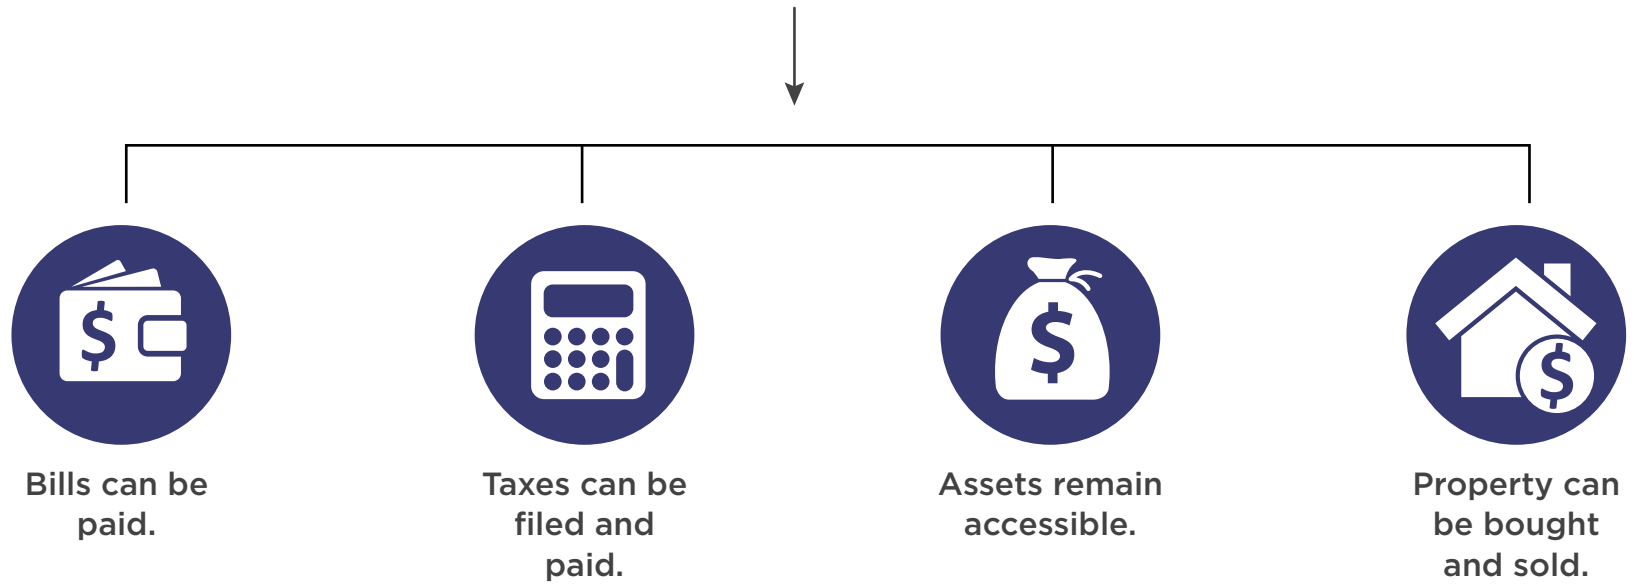 $
$
$
Bills can be
paid.
Taxes can be
filed and
paid.
Assets remain
accessible.
Property can
be bought
and sold.